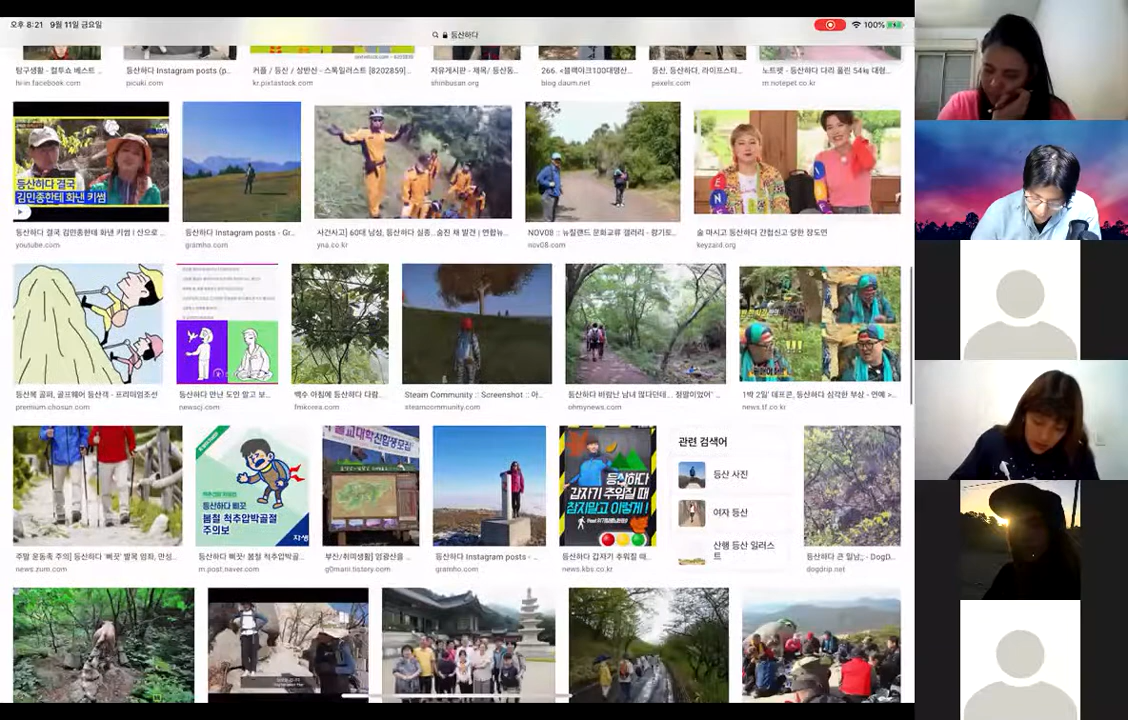 오후 8:21 9월 11일 금요일
100%
등산하다
탐구생활 - 컬투쇼 베스트 ...
등산하다 Instagram posts (p...
커플 / 등산 / 상반신 - 스톡일러스트 [8202859]...
자유게시판 - 제목/ 등산동...
266. <블랙야크100대명산...
등산, 등산하다, 라이프스타...
노트펫 - 등산하다 다리 풀린 54kg 대형...
hi-in.facebook.com
picuki.com
kr.pixtastock.com
shinbusan.org
blog.daum.net
pexels.com
m.notepet.co.kr
등산하다 결국
김민종한테 화낸 키썸
등산하다 결국 김민종한테 화낸 키썸 | 산으로 ...
등산하다 Instagram posts - Gr...
사건사고] 60대 남성, 등산하다 실종...숨진 채 발견 | 연합뉴...
NOV08 :: 뉴질랜드 문화교류 갤러리 - 왕가토...
술 마시고 등산하다 간첩신고 당한 장도연
youtube.com
gramho.com
yna.co.kr
nov08.com
keyzard.org
등산복 골퍼, 골프웨어 등산객 - 프리미엄조선
등산하다 만난 도인 알고 보...
백수 아침에 등산하다 다람...
Steam Community :: Screenshot :: 아...
등산하다 바람난 남녀 많다던데... 정말이었어' ...
1박 2일' 데프콘, 등산하다 심각한 부상 - 연예 >...
premium.chosun.com
newacj.com
fmkorea.com
steamcommunity.com
ohmynews.com
news.tf.co.kr
등산하다 삐끗
봄철 척추압박골절
주의보
자생
등산하다
갑자기 추워질 때
참지말고 이렇게!
관련 검색어
등산 사진
여자 등산
산행 등산 일러스
트
주말 운동족 주의] 등산하다 '삐끗' 발목 염좌, 만성...
등산하다 삐끗! 봄철 척추압박골...
부산/취미생활] 영광산을 ...
등산하다 Instagram posts - ...
등산하다 갑자기 추워질 때...
등산하다 큰 일남;; - DogD...
news.zum.com
m.post.naver.com
g0mani.tistory.com
gramho.com
news.kbs.co.kr
dogdrip.net